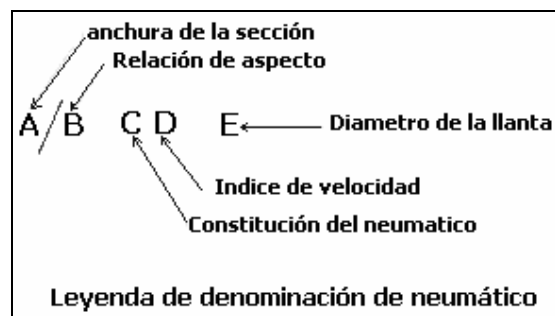 anchura de la sección
Relación de aspecto
A/B C D E
Diametro de la llanta
Indice de velocidad
Constitución del neumatico
Leyenda de denominación de neumático